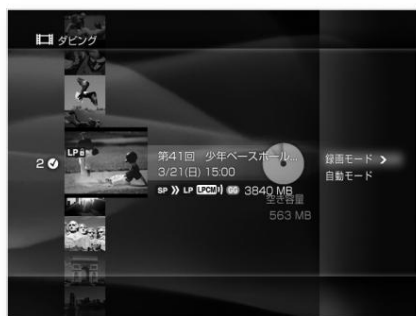 ダビング
LP
2
第41回 少年ベースボール...
3/21(日) 15:00
SP LP LPCM 3840 MB
空き容量
563 MB
録画モード
自動モード